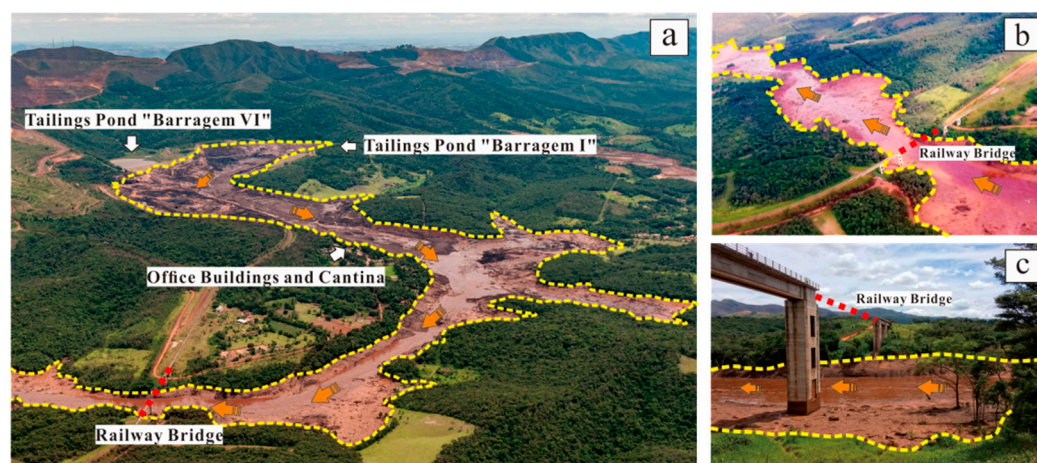 a
Tailings Pond "Barragem VI"
Tailings Pond "Barragem I"
Office Buildings and Cantina
Railway Bridge
b
Railway Bridge
c
Railway Bridge